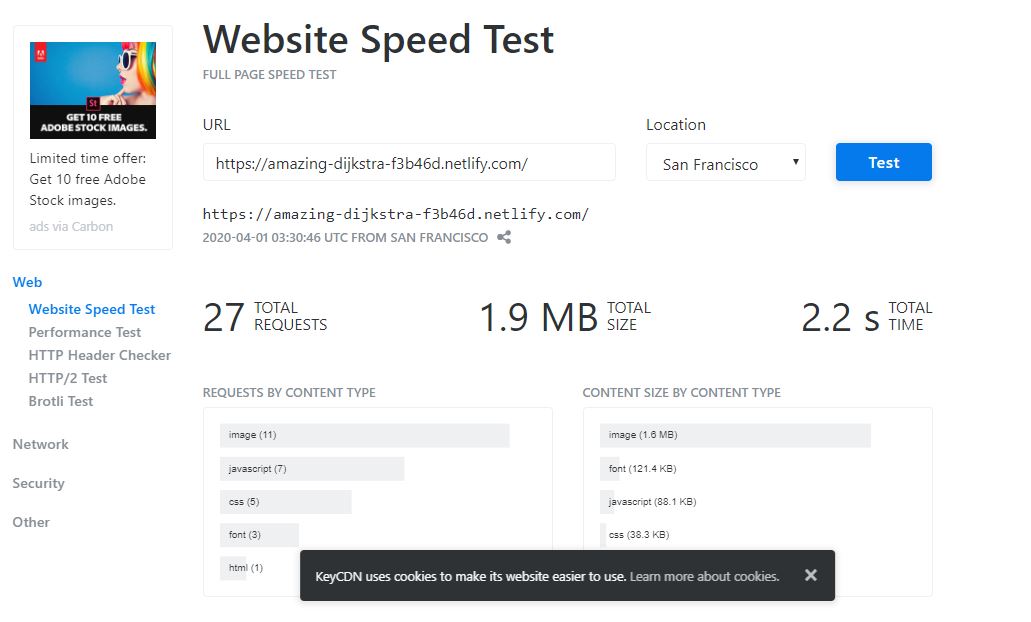 Website Speed Test
FULL PAGE SPEED TEST
St
GET 10 FREE
ADOBE STOCK IMAGES.
Limited time offer:
Get 10 free Adobe
Stock images.
ads via Carbon
URL
Location
https://amazing-dijkstra-f3b46d.netlify.com/
San Francisco
Test
https://amazing-dijkstra-f3b46d.netlify.com/
2020-04-01 03:30:46 UTC FROM SAN FRANCISCO
Web
Website Speed Test
Performance Test
HTTP Header Checker
HTTP/2 Test
Brotli Test
Network
Security
Other
27 TOTAL
REQUESTS
1.9 MB TOTAL
SIZE
2.2 s TOTAL
TIME
REQUESTS BY CONTENT TYPE
image (11)
javascript (7)
css (5)
font (3)
html (1)
CONTENT SIZE BY CONTENT TYPE
image (1.6 MB)
font (121.4 KB)
javascript (88.1 KB)
css (38.3 KB)
KeyCDN uses cookies to make its website easier to use. Learn more about cookies.